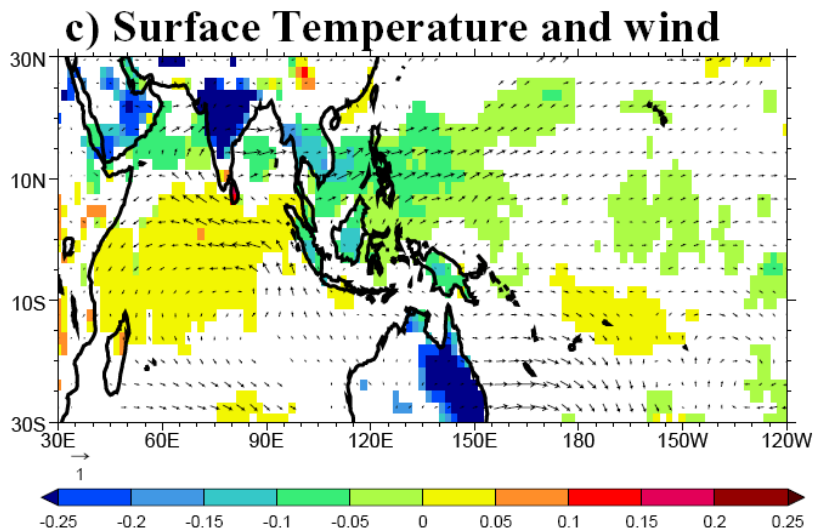 c) Surface Temperature and wind
30N
10N
10S
30S
30E 60E 90E 120E 150E 180 150W 120W
1
-0.25 -0.2 -0.15 -0.1 -0.05 0 0.05 0.1 0.15 0.2 0.25